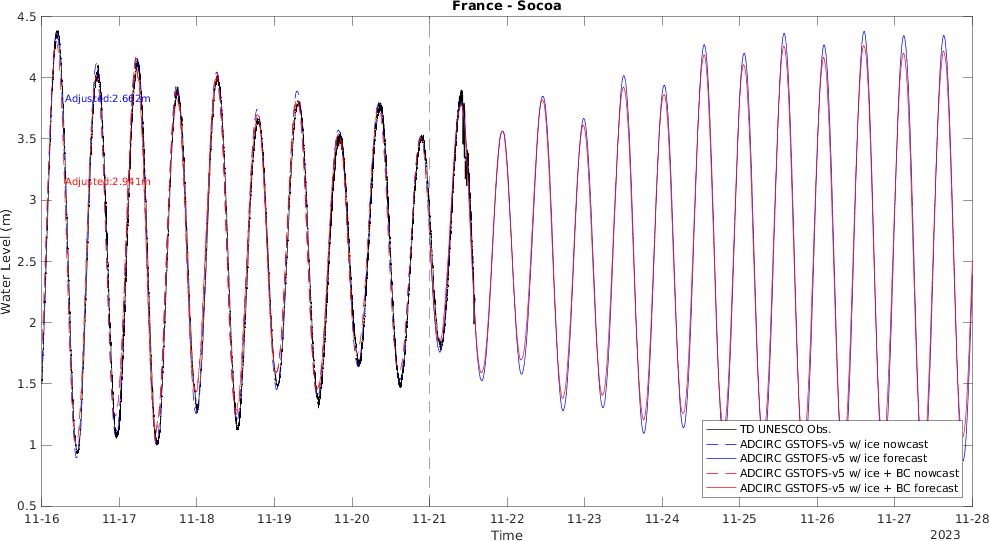 France - Socoa
4.5
4
3.5
3
2.5
2
1.5
1
0.5
Water Level (m)
Adjusted:2.662m
Adjusted:2.941m
TD UNESCO Obs.
ADCIRC GSTOFS-v5 w/ ice nowcast
ADCIRC GSTOFS-v5 w/ ice forecast
ADCIRC GSTOFS-v5 w/ ice + BC nowcast
ADCIRC GSTOFS-v5 w/ ice + BC forecast
11-16 11-17 11-18 11-19 11-20 11-21 11-22 11-23 11-24 11-25 11-26 11-27 11-28
Time
2023